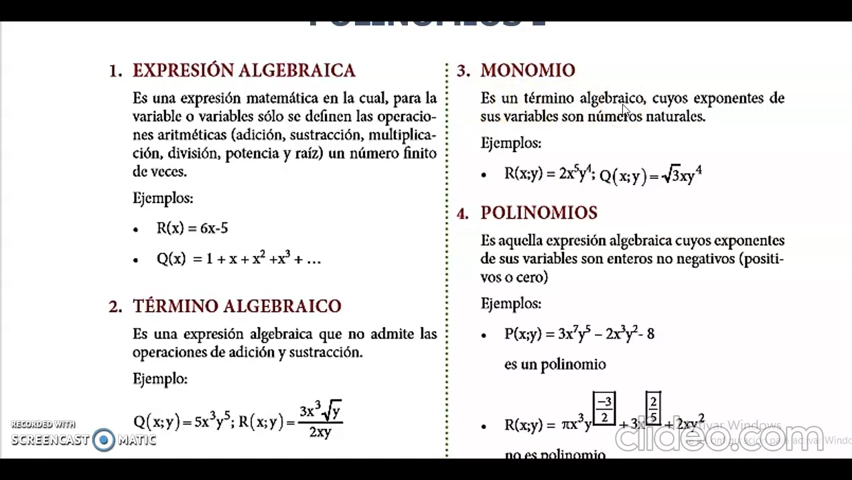 POLINOMIOS I
1. EXPRESIÓN ALGEBRAICA
Es una expresión matemática en la cual, para la
variable o variables sólo se definen las operacio-
nes aritméticas (adición, sustracción, multiplica-
ción, división, potencia y raíz) un número finito
de veces.
Ejemplos:
• R(x) = 6x-5
• Q(x) = 1 + x + x² +x³ + ...
2. TÉRMINO ALGEBRAICO
Es una expresión algebraica que no admite las
operaciones de adición y sustracción.
Ejemplo:
Q(x;y) = 5x³y⁵; R(x;y) = 3x³√y / 2xy
3. MONOMIO
Es un término algebraico, cuyos exponentes de
sus variables son números naturales.
Ejemplos:
• R(x;y) = 2x⁵y⁴; Q(x;y) = √3xy⁴
4. POLINOMIOS
Es aquella expresión algebraica cuyos exponentes
de sus variables son enteros no negativos (positi-
vos o cero)
Ejemplos:
• P(x;y) = 3x⁷y⁵ – 2x³y² - 8
es un polinomio
• R(x;y) = πx³y^(-3/2) + 3x^(2/5) + 2xy²
no es polinomio
RECORDED WITH
SCREENCAST MATIC
clideo.com